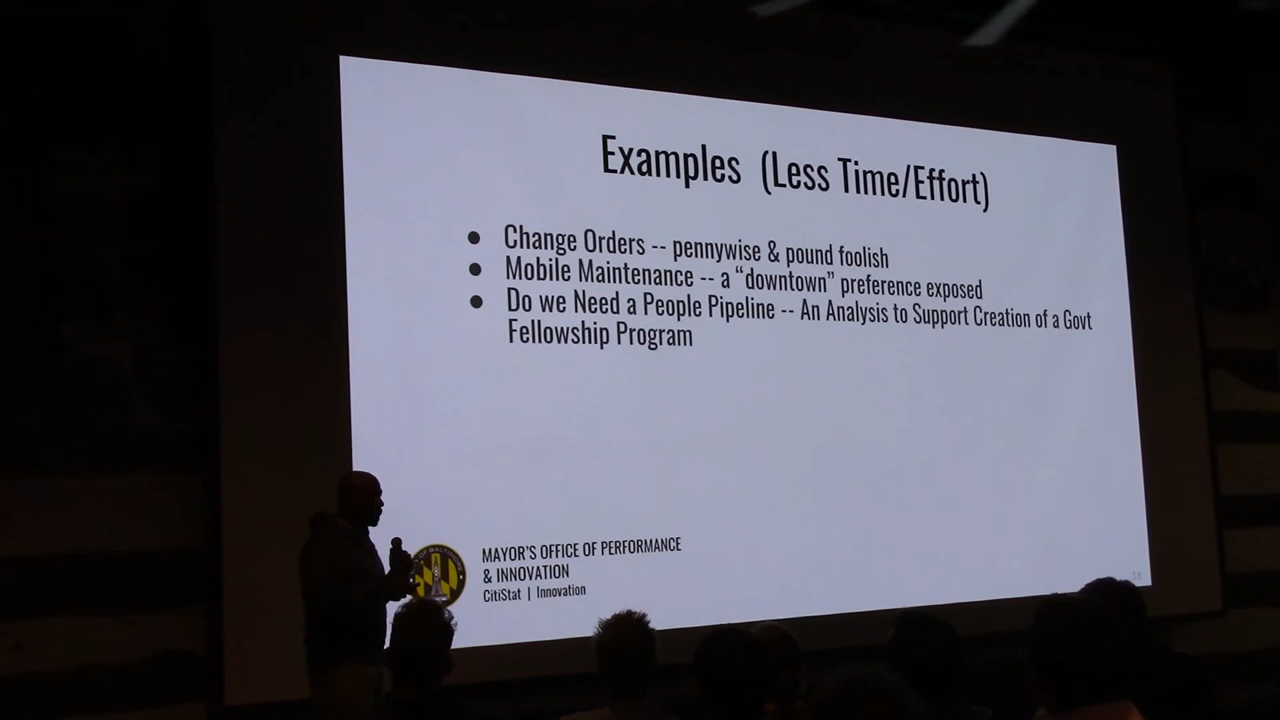 Examples (Less Time/Effort)
● Change Orders -- pennywise & pound foolish
● Mobile Maintenance -- a “downtown” preference exposed
● Do we Need a People Pipeline -- An Analysis to Support Creation of a Govt
Fellowship Program
MAYOR'S OFFICE OF PERFORMANCE
& INNOVATION
CitiStat | Innovation